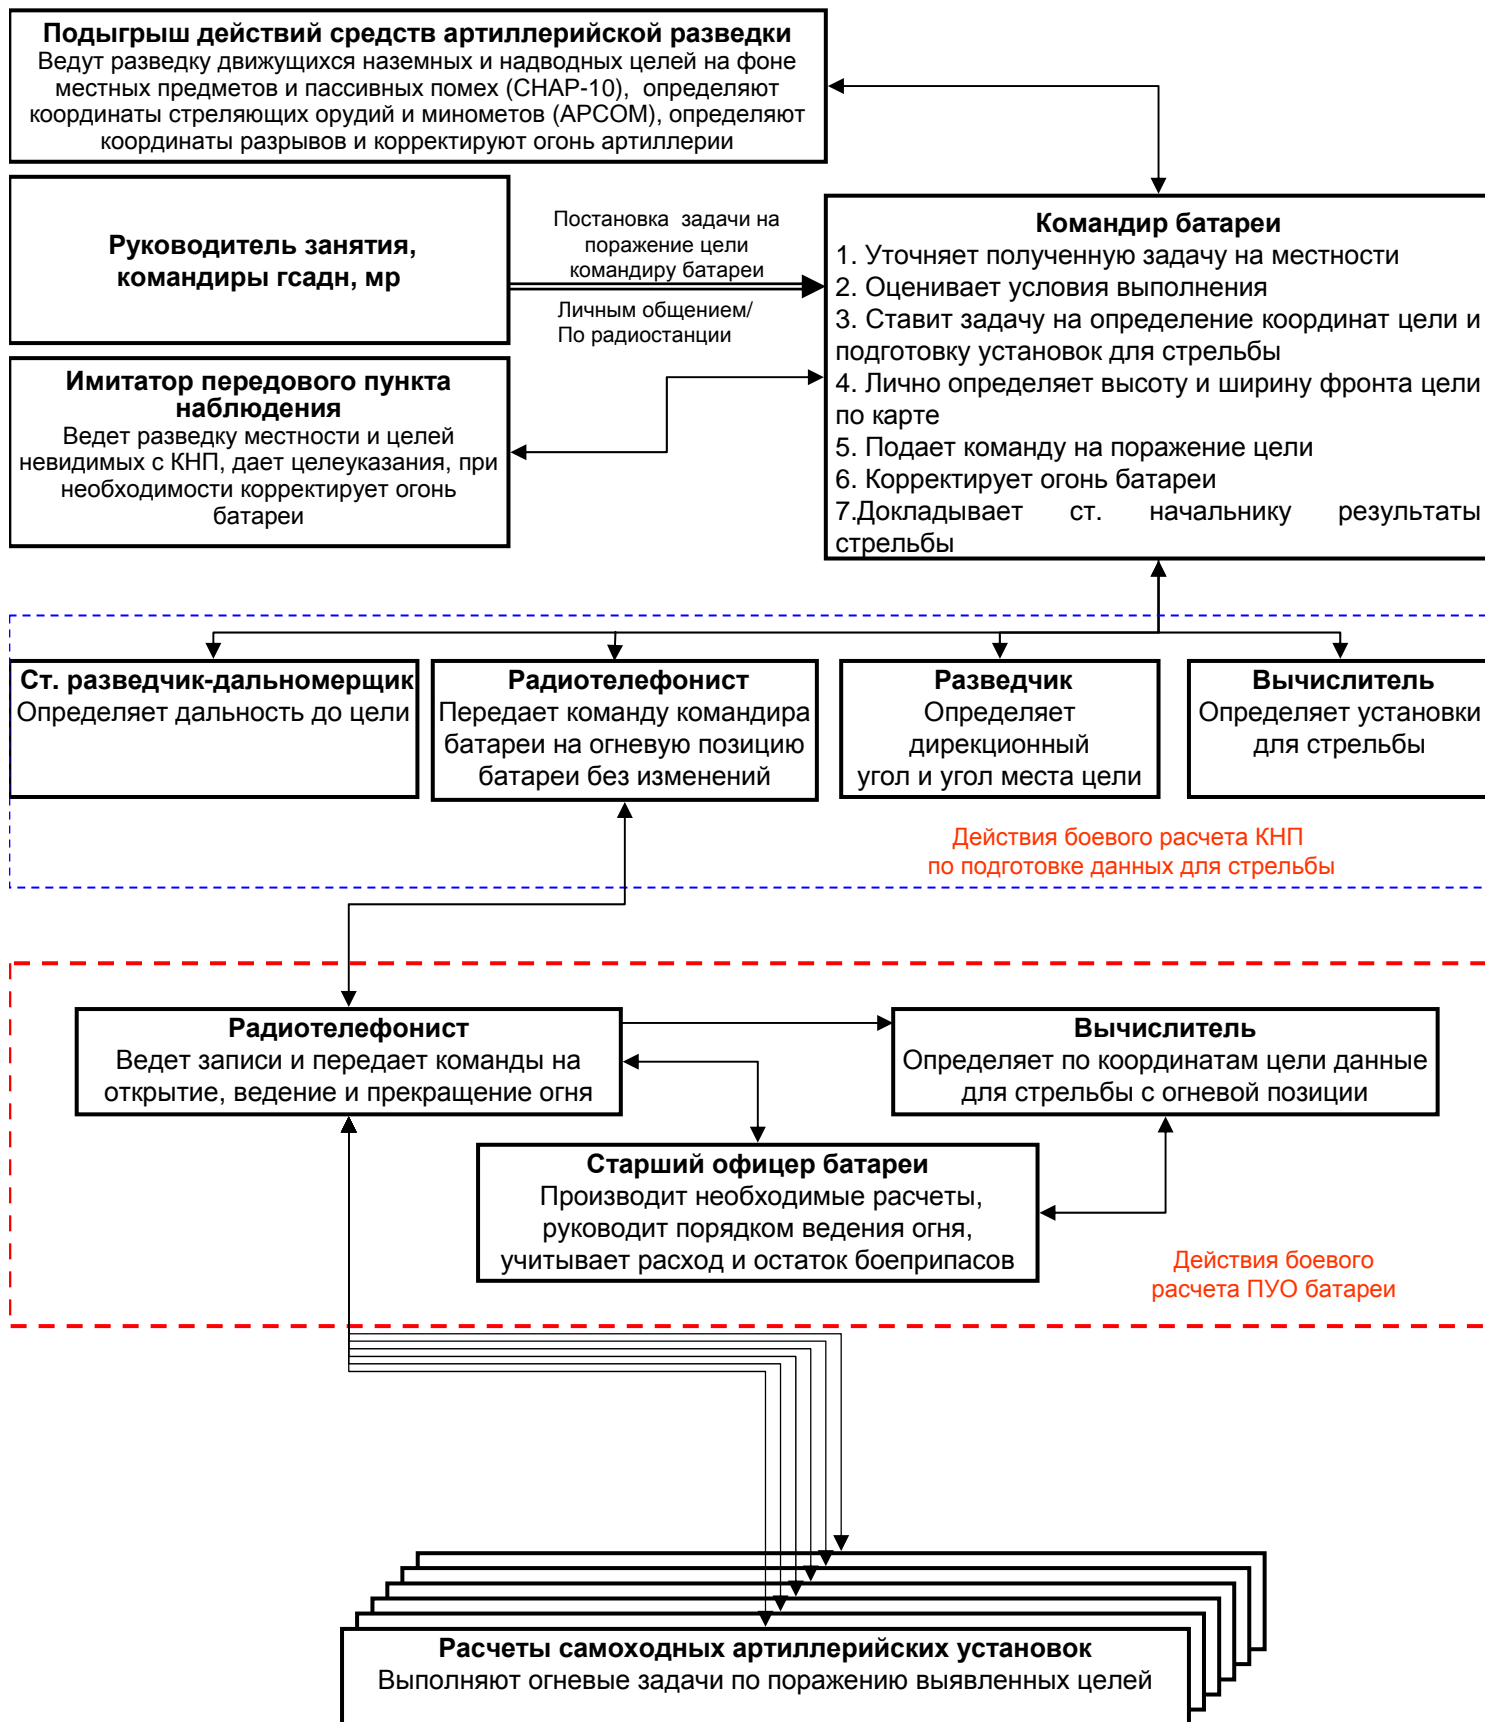 Подыгрыш действий средств артиллерийской разведки
Ведут разведку движущихся наземных и надводных целей на фоне
местных предметов и пассивных помех (СНАР-10), определяют
координаты стреляющих орудий и минометов (АРСОМ), определяют
координаты разрывов и корректируют огонь артиллерии
Руководитель занятия,
командиры гсадн, мр
Постановка задачи на
поражение цели
командиру батареи
Личным общением/
По радиостанции
Командир батареи
1. Уточняет полученную задачу на местности
2. Оценивает условия выполнения
3. Ставит задачу на определение координат цели и
подготовку установок для стрельбы
4. Лично определяет высоту и ширину фронта цели
по карте
5. Подает команду на поражение цели
6. Корректирует огонь батареи
7.Докладывает ст. начальнику результаты
стрельбы
Имитатор передового пункта
наблюдения
Ведет разведку местности и целей
невидимых с КНП, дает целеуказания, при
необходимости корректирует огонь
батареи
Ст. разведчик-дальномерщик
Определяет дальность до цели
Радиотелефонист
Передает команду командира
батареи на огневую позицию
батареи без изменений
Разведчик
Определяет
дирекционный
угол и угол места цели
Вычислитель
Определяет установки
для стрельбы
Действия боевого расчета КНП
по подготовке данных для стрельбы
Радиотелефонист
Ведет записи и передает команды на
открытие, ведение и прекращение огня
Вычислитель
Определяет по координатам цели данные
для стрельбы с огневой позиции
Старший офицер батареи
Производит необходимые расчеты,
руководит порядком ведения огня,
учитывает расход и остаток боеприпасов
Действия боевого
расчета ПУО батареи
Расчеты самоходных артиллерийских установок
Выполняют огневые задачи по поражению выявленных целей